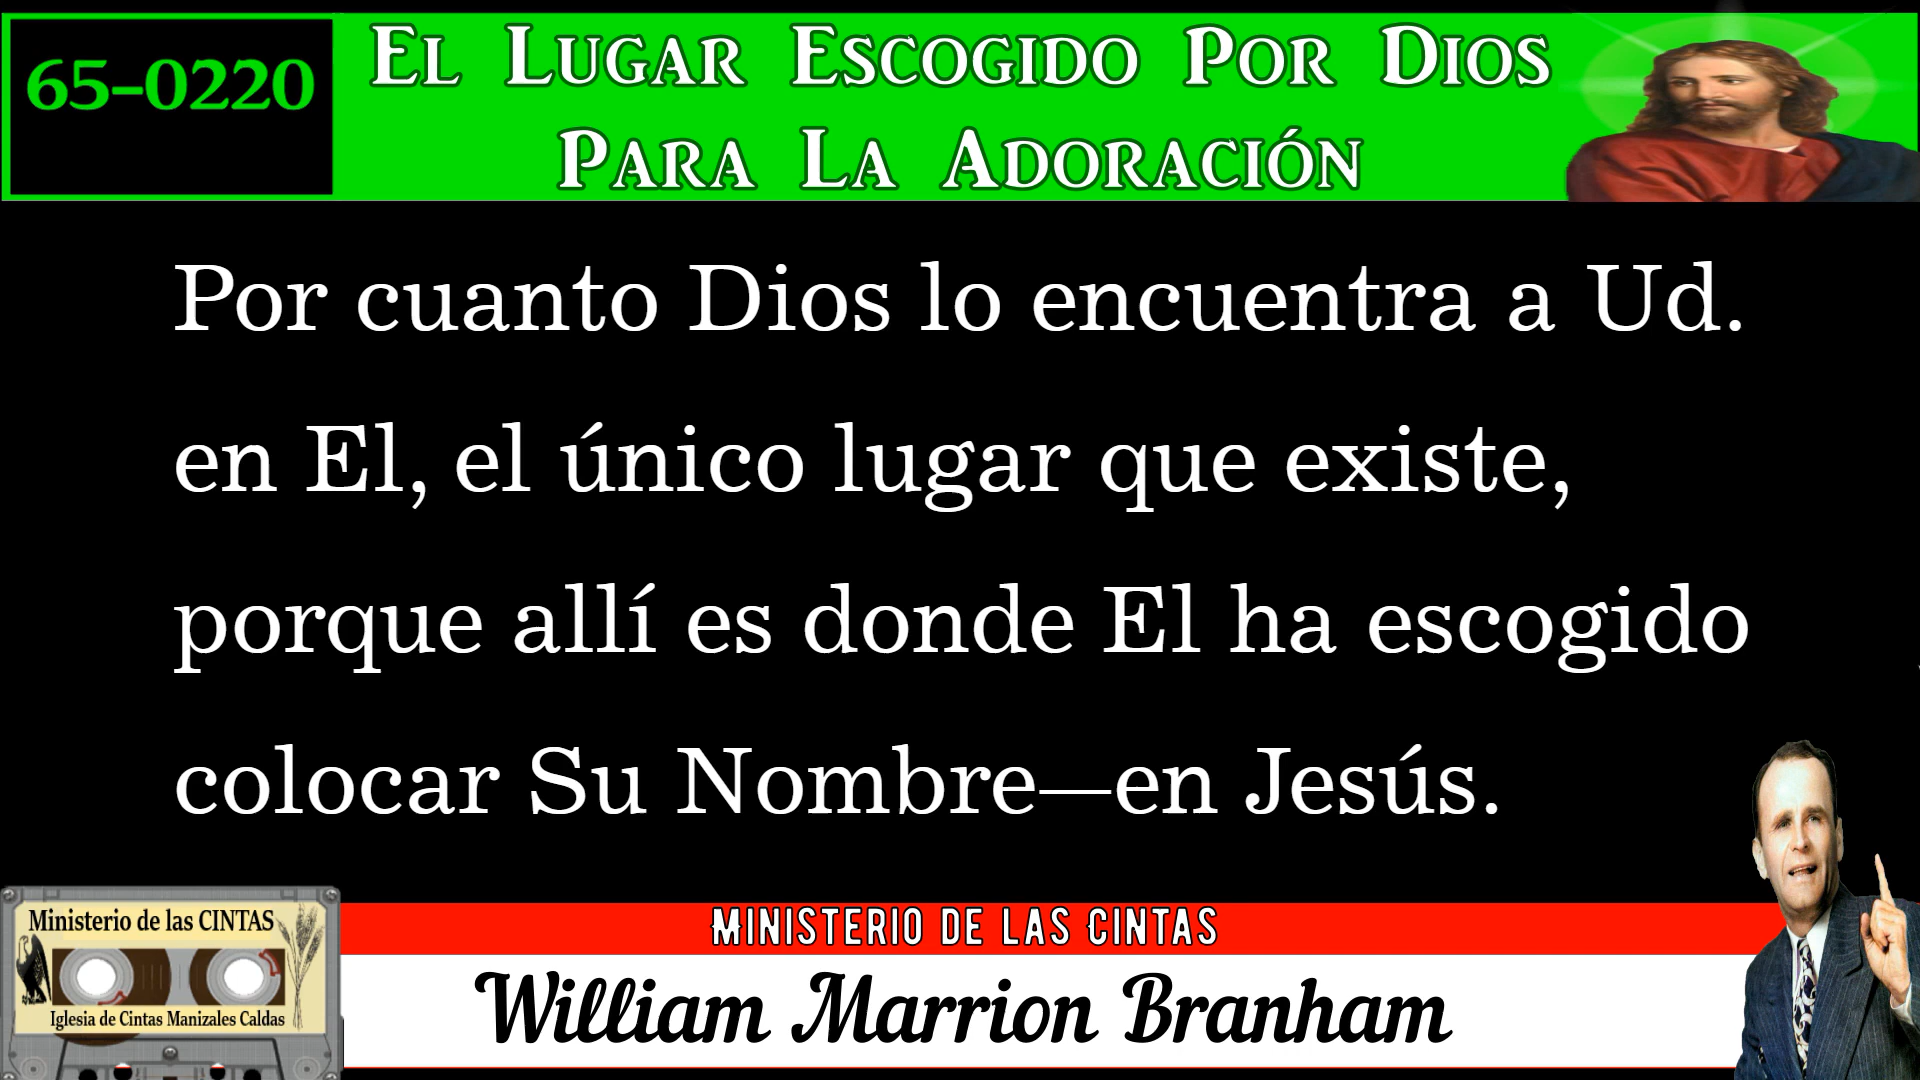 65-0220
El Lugar Escogido Por Dios
Para La Adoración
Por cuanto Dios lo encuentra a Ud.
en El, el único lugar que existe,
porque allí es donde El ha escogido
colocar Su Nombre—en Jesús.
Ministerio de las CINTAS
Iglesia de Cintas Manizales Caldas
MINISTERIO DE LAS CINTAS
William Marrion Branham